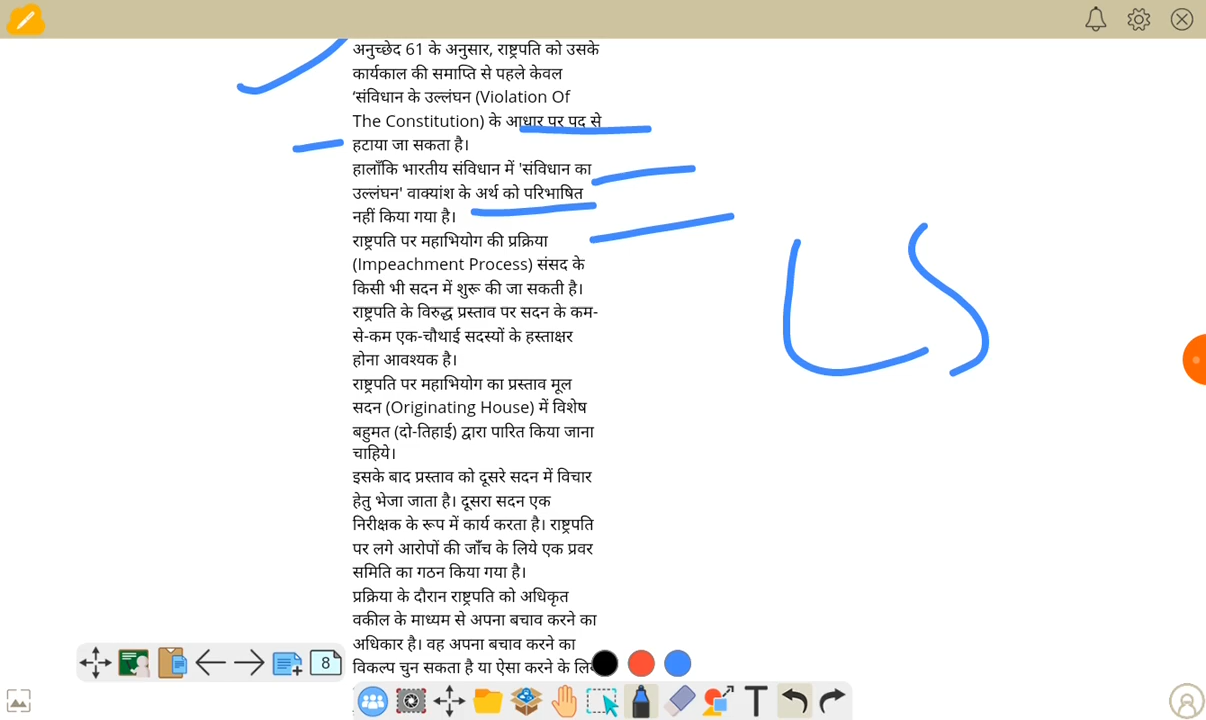 अनुच्छेद 61 के अनुसार, राष्ट्रपति को उसके
कार्यकाल की समाप्ति से पहले केवल
‘संविधान के उल्लंघन (Violation Of
The Constitution) के आधार पर पद से
हटाया जा सकता है।
हालाँकि भारतीय संविधान में 'संविधान का
उल्लंघन' वाक्यांश के अर्थ को परिभाषित
नहीं किया गया है।
राष्ट्रपति पर महाभियोग की प्रक्रिया
(Impeachment Process) संसद के
किसी भी सदन में शुरू की जा सकती है।
राष्ट्रपति के विरुद्ध प्रस्ताव पर सदन के कम-
से-कम एक-चौथाई सदस्यों के हस्ताक्षर
होना आवश्यक है।
राष्ट्रपति पर महाभियोग का प्रस्ताव मूल
सदन (Originating House) में विशेष
बहुमत (दो-तिहाई) द्वारा पारित किया जाना
चाहिये।
इसके बाद प्रस्ताव को दूसरे सदन में विचार
हेतु भेजा जाता है। दूसरा सदन एक
निरीक्षक के रूप में कार्य करता है। राष्ट्रपति
पर लगे आरोपों की जाँच के लिये एक प्रवर
समिति का गठन किया गया है।
प्रक्रिया के दौरान राष्ट्रपति को अधिकृत
वकील के माध्यम से अपना बचाव करने का
अधिकार है। वह अपना बचाव करने का
विकल्प चुन सकता है या ऐसा करने के
LS
8
T